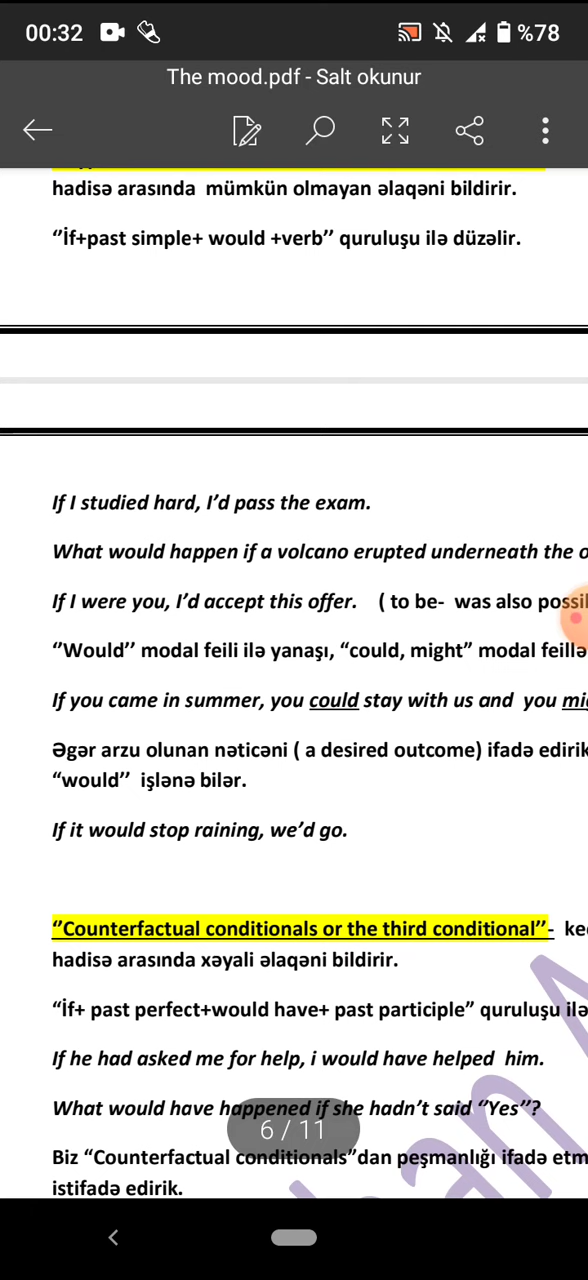 00:32 %78
The mood.pdf - Salt okunur
hadisə arasında mümkün olmayan əlaqəni bildirir.
“İf+past simple+ would +verb” quruluşu ilə düzəlir.
If I studied hard, I’d pass the exam.
What would happen if a volcano erupted underneath the
If I were you, I’d accept this offer. ( to be- was also
“Would” modal feili ilə yanaşı, “could, might” modal
If you came in summer, you could stay with us and you
Əgər arzu olunan nəticəni ( a desired outcome) ifadə
“would” işlənə bilər.
If it would stop raining, we’d go.
“Counterfactual conditionals or the third conditional”-
hadisə arasında xəyali əlaqəni bildirir.
“İf+ past perfect+would have+ past participle” quruluşu
If he had asked me for help, i would have helped him.
What would have happened if she hadn’t said “Yes”?
6 / 11
Biz “Counterfactual conditionals”dan peşmanlığı ifadə
istifadə edirik.